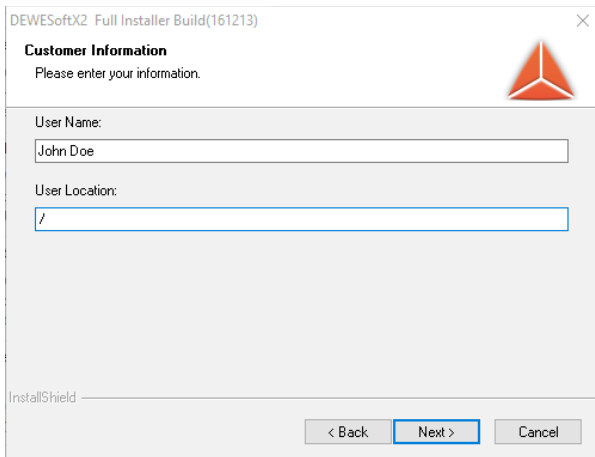 DEWESoftX2 Full Installer Build(161213)
Customer Information
Please enter your information.
User Name:
John Doe
User Location:
/
InstallShield
< Back
Next >
Cancel